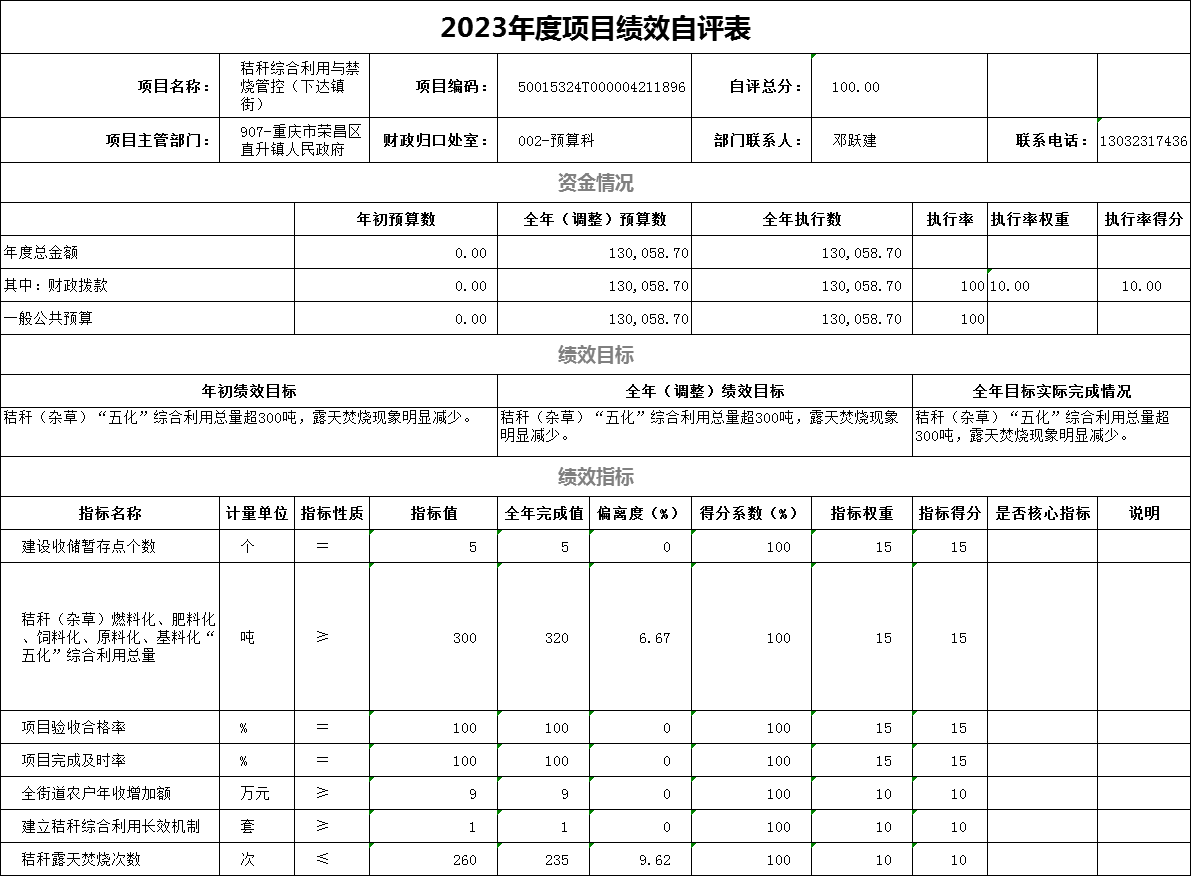 2023年度项目绩效自评表
项目名称： 秸秆综合利用与禁烧管控（下达镇街） 项目编码： 50015324T000004211896 自评总分： 100.00
项目主管部门： 907-重庆市荣昌区直升镇人民政府 财政归口处室： 002-预算科 部门联系人： 邓跃建 联系电话： 13032317436
资金情况
年初预算数 全年（调整）预算数 全年执行数 执行率 执行率权重 执行率得分
年度总金额 0.00 130,058.70 130,058.70
其中：财政拨款 0.00 130,058.70 130,058.70 100 10.00 10.00
一般公共预算 0.00 130,058.70 130,058.70 100
绩效目标
年初绩效目标 全年（调整）绩效目标 全年目标实际完成情况
秸秆（杂草）“五化”综合利用总量超300吨，露天焚烧现象明显减少。 秸秆（杂草）“五化”综合利用总量超300吨，露天焚烧现象明显减少。 秸秆（杂草）“五化”综合利用总量超300吨，露天焚烧现象明显减少。
绩效指标
指标名称 计量单位 指标性质 指标值 全年完成值 偏离度（%） 得分系数（%） 指标权重 指标得分 是否核心指标 说明
建设收储暂存点个数 个 ＝ 5 5 0 100 15 15
秸秆（杂草）燃料化、肥料化、饲料化、原料化、基料化“五化”综合利用总量 吨 ≥ 300 320 6.67 100 15 15
项目验收合格率 % ＝ 100 100 0 100 15 15
项目完成及时率 % ＝ 100 100 0 100 15 15
全街道农户年收增加额 万元 ≥ 9 9 0 100 10 10
建立秸秆综合利用长效机制 套 ≥ 1 1 0 100 10 10
秸秆露天焚烧次数 次 ≤ 260 235 9.62 100 10 10